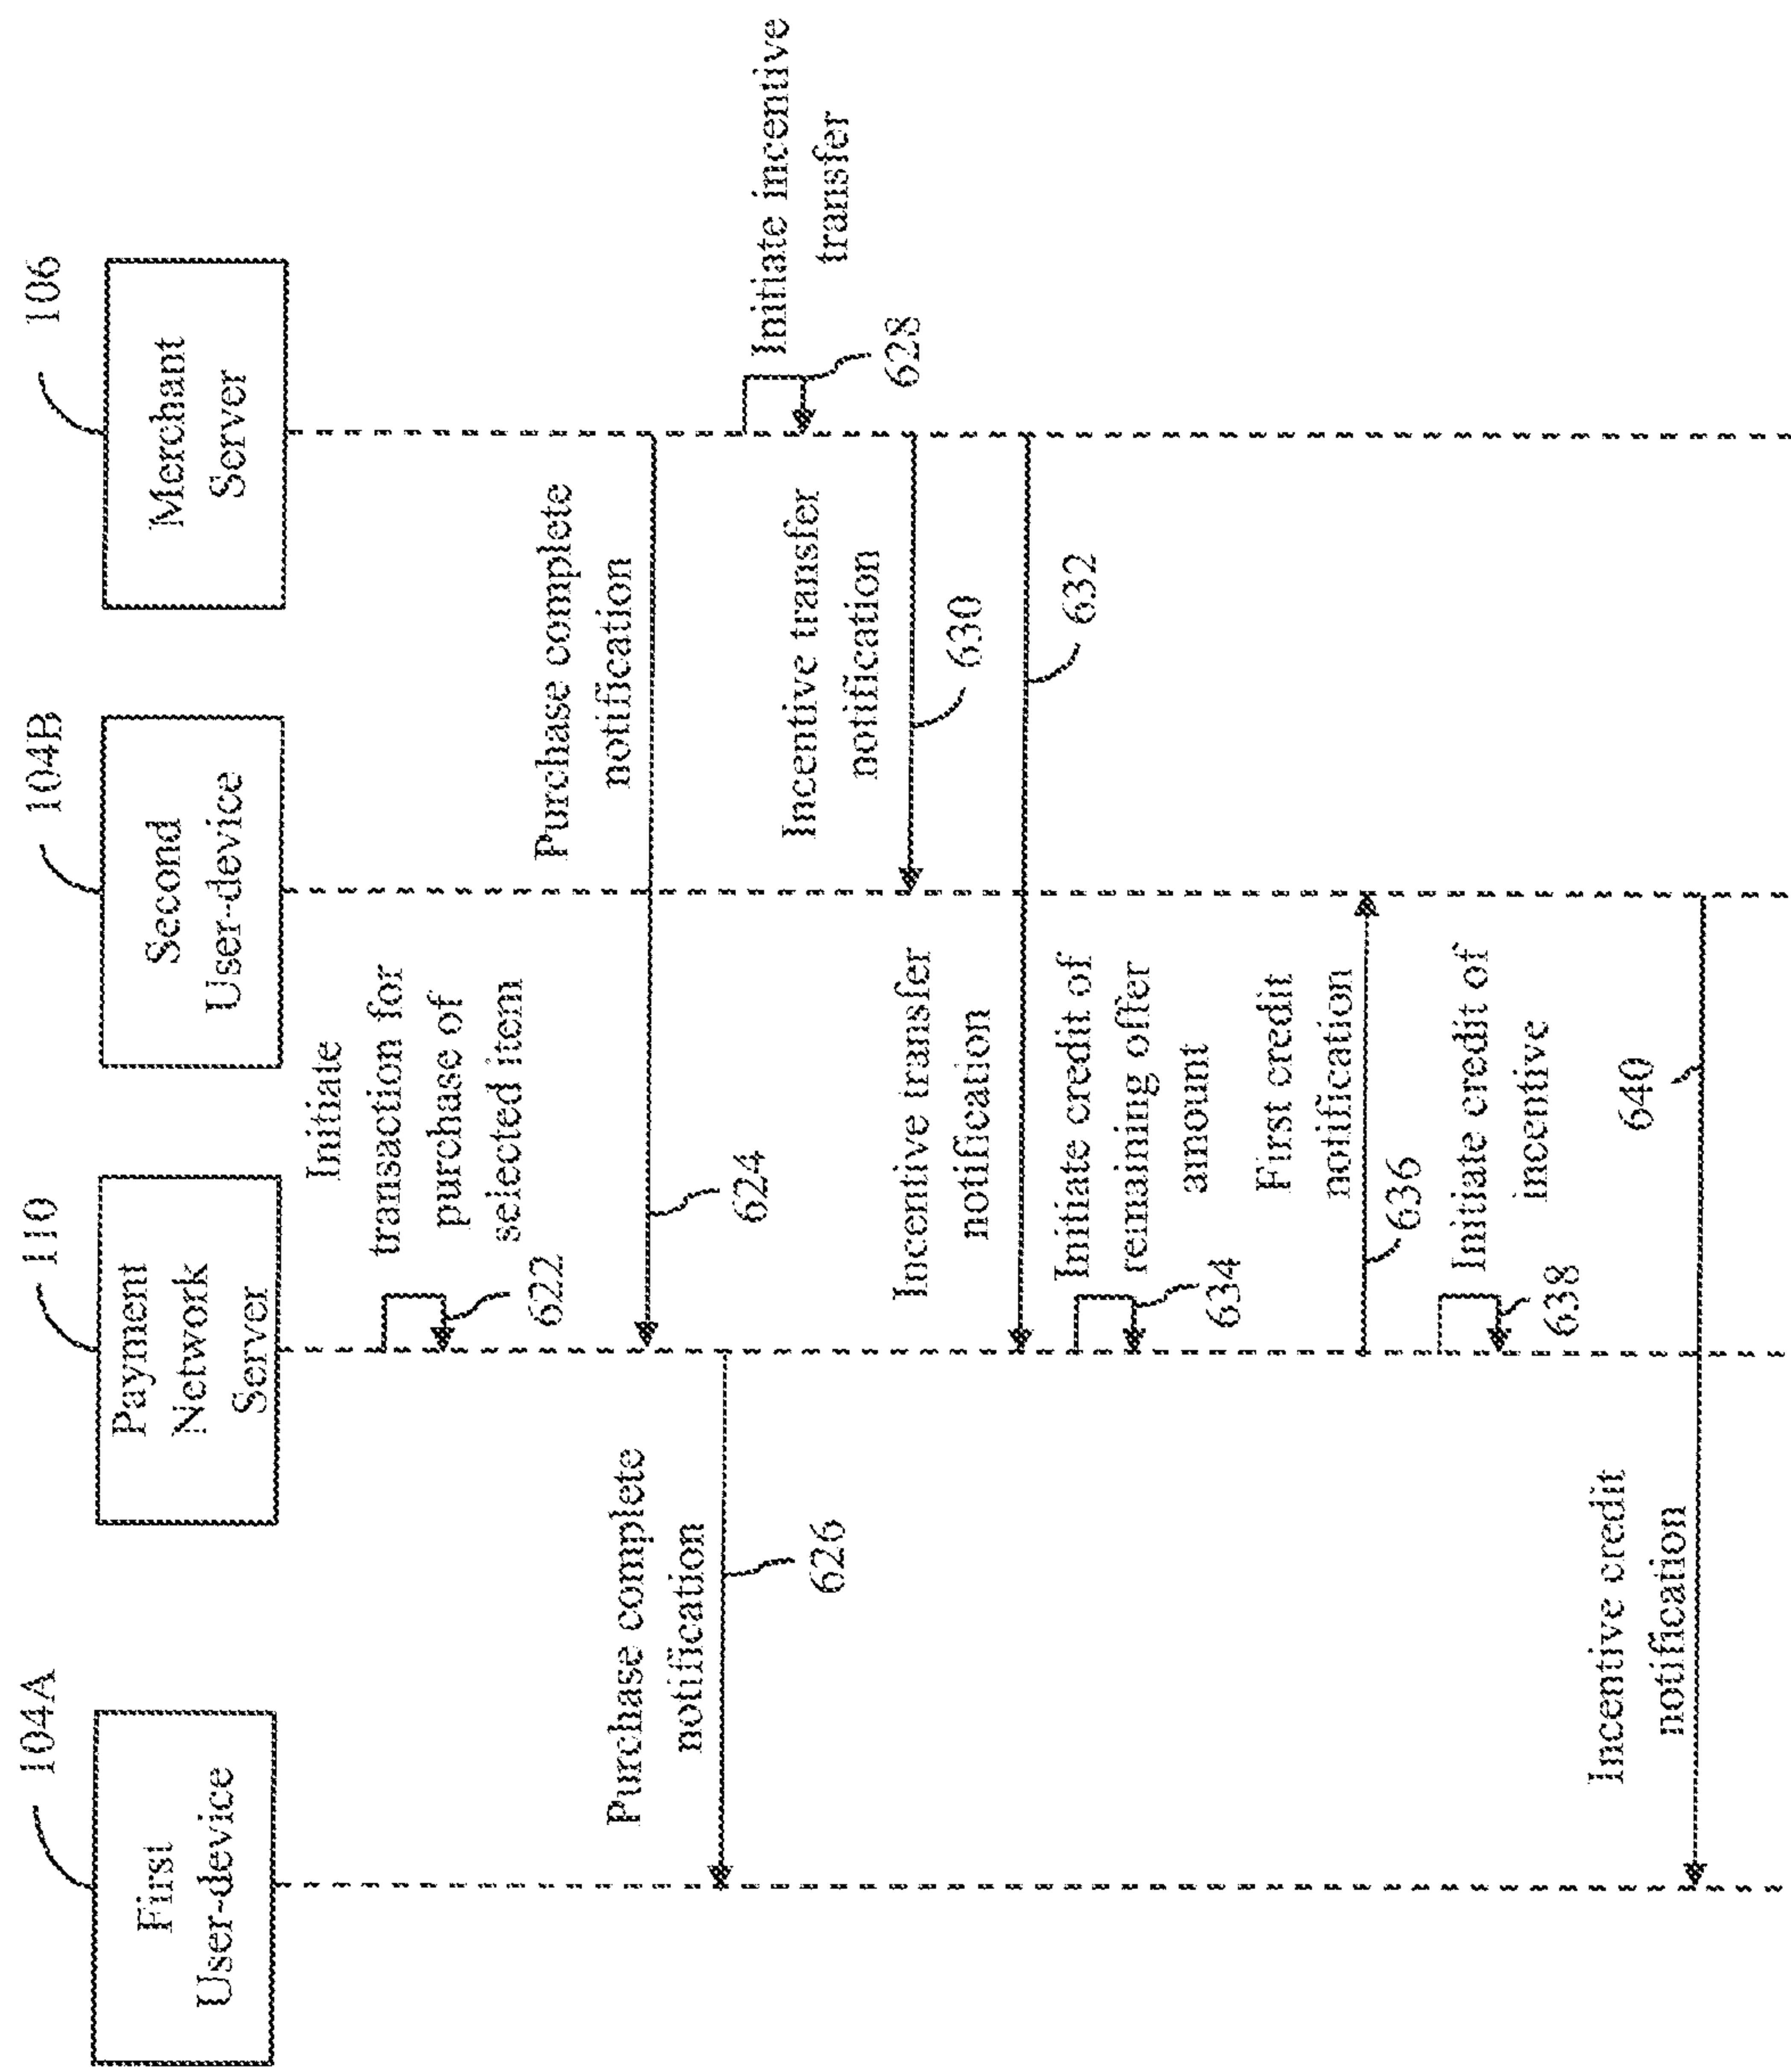 104A
First
User-device
110
Payment
Network
Server
104B
Second
User-device
106
Merchant
Server
Initiate
transaction for
purchase of
selected item
622
Purchase complete
notification
624
Purchase complete
notification
626
Initiate incentive
transfer
628
Incentive transfer
notification
630
Incentive transfer
notification
632
Initiate credit of
remaining offer
amount
634
First credit
notification
636
Initiate credit of
incentive
638
Incentive credit
notification
640